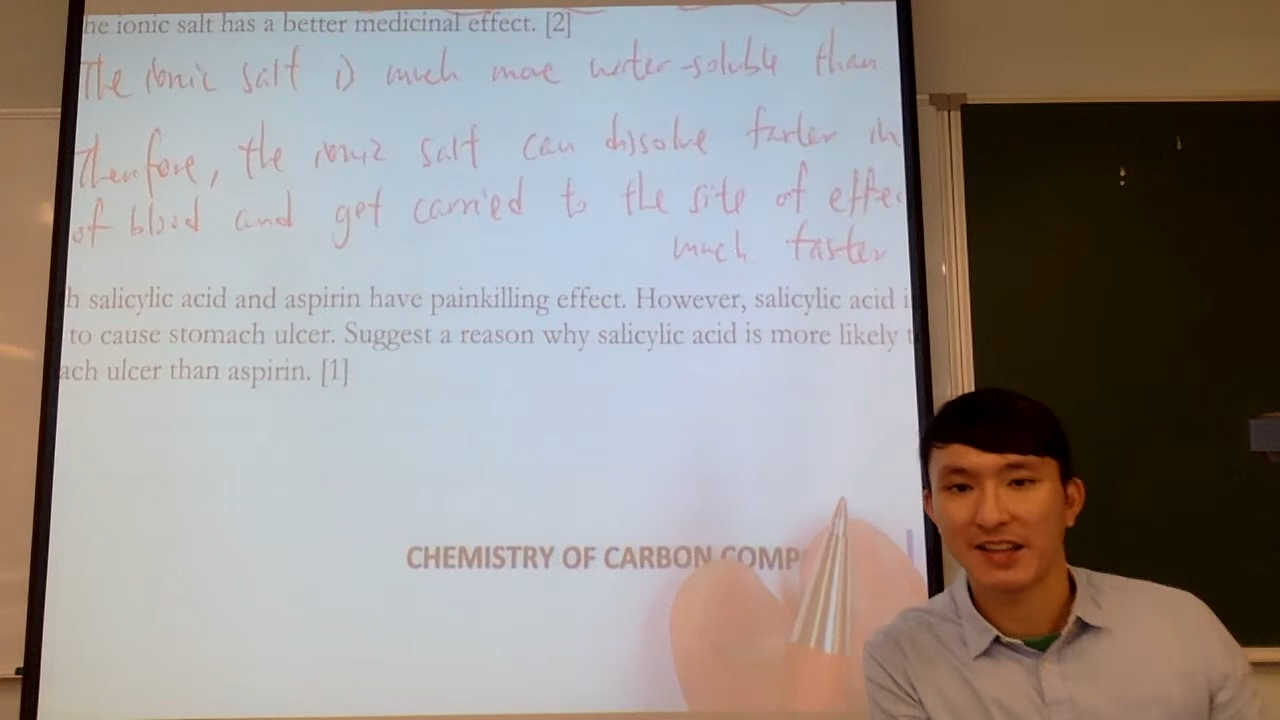 he ionic salt has a better medicinal effect. [2]
The ionic salt is much more water-soluble than
Therefore, the ionic salt can dissolve faster in
of blood and get carried to the site of effec
much faster
h salicylic acid and aspirin have painkilling effect. However, salicylic acid i
to cause stomach ulcer. Suggest a reason why salicylic acid is more likely t
ach ulcer than aspirin. [1]
CHEMISTRY OF CARBON COMP